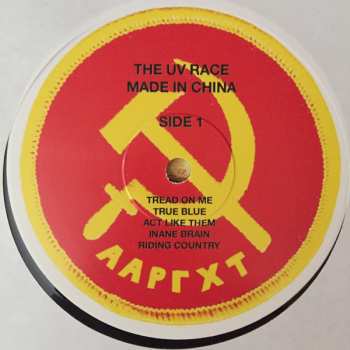 THE UV RACE
MADE IN CHINA
SIDE 1
TREAD ON ME
TRUE BLUE
ACT LIKE THEM
INANE BRAIN
RIDING COUNTRY
ΛΑΡΓΧΤ